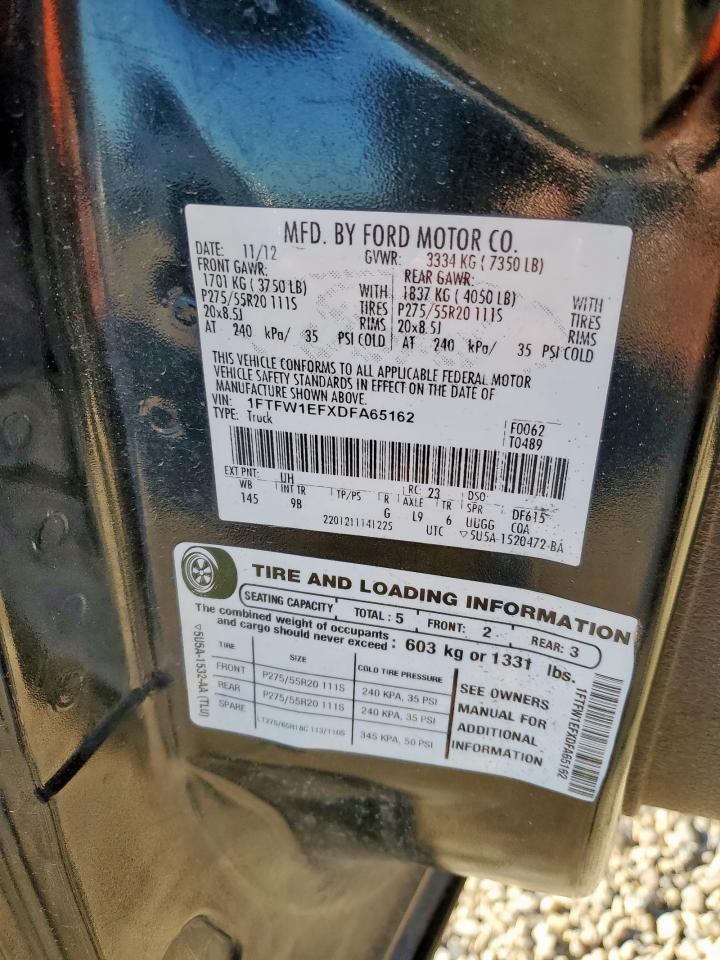 MFD. BY FORD MOTOR CO.
DATE: 11/12 GVWR: 3334 KG ( 7350 LB)
FRONT GAWR: REAR GAWR:
1701 KG ( 3750 LB) WITH 1837 KG ( 4050 LB) WITH
P275/55R20 111S TIRES P275/55R20 111S TIRES
20x8.5J RIMS 20x8.5J RIMS
AT 240 kPa/ 35 PSI COLD AT 240 kPa/ 35 PSI COLD
THIS VEHICLE CONFORMS TO ALL APPLICABLE FEDERAL MOTOR
VEHICLE SAFETY STANDARDS IN EFFECT ON THE DATE OF
MANUFACTURE SHOWN ABOVE.
VIN: 1FTFW1EFXDFA65162 F0062
TYPE: Truck T0489
EXT PNT: UH RC: 23 DSO:
WB INT TR TP/PS R AXLE TR SPR DF615
145 9B G L9 6 UUGG COA
2201211141225 UTC ▽5U5A-1520472-BA
TIRE AND LOADING INFORMATION
SEATING CAPACITY TOTAL : 5 FRONT: 2 REAR: 3
The combined weight of occupants
and cargo should never exceed : 603 kg or 1331 lbs.
TIRE SIZE COLD TIRE PRESSURE
FRONT P275/55R20 111S 240 KPA, 35 PSI
REAR P275/55R20 111S 240 KPA, 35 PSI
SPARE LT275/65R18C 113/110S 345 KPA, 50 PSI
SEE OWNERS
MANUAL FOR
ADDITIONAL
INFORMATION
▽5U5A-1532-AA (TLU)
1FTFW1EFXDFA65162